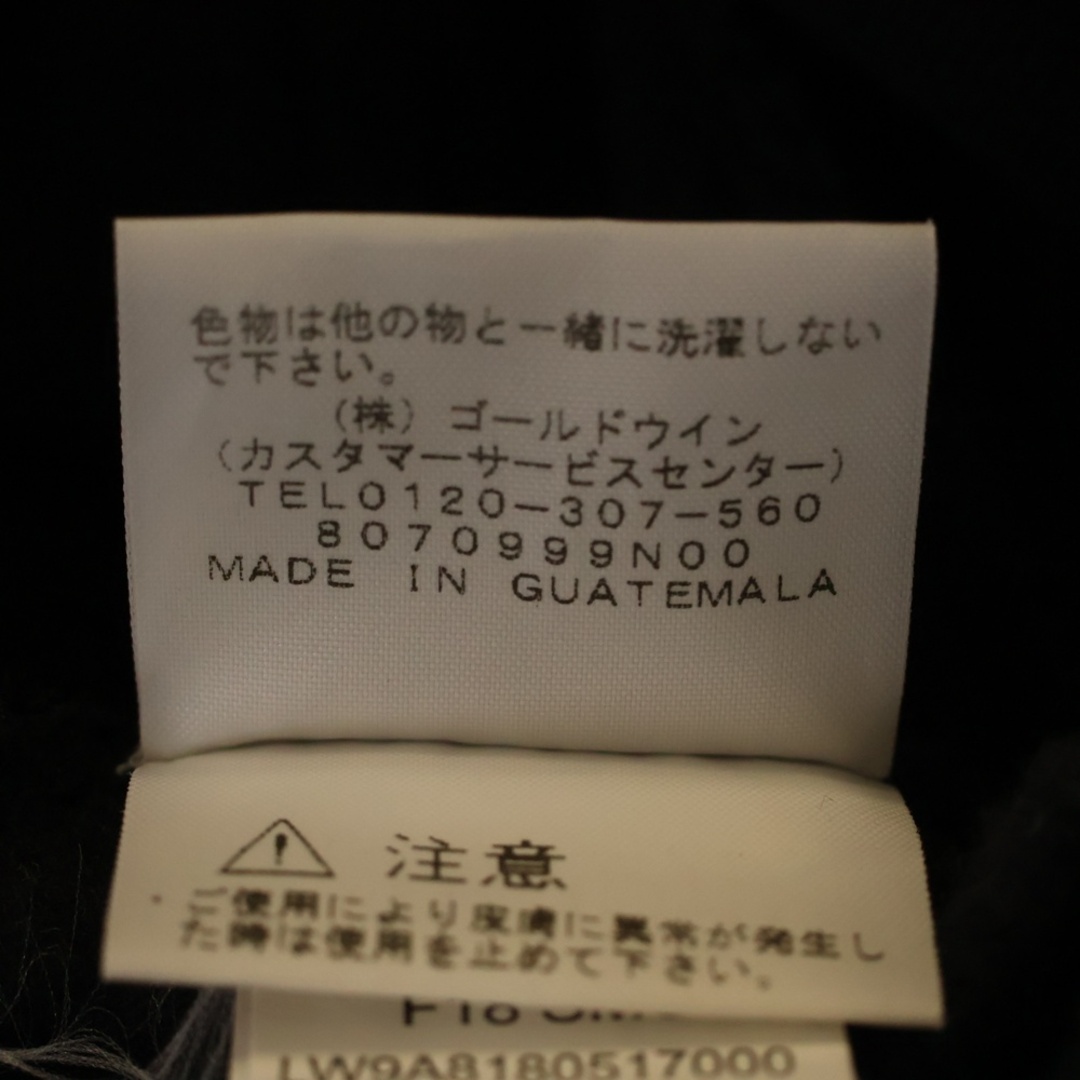 色物は他の物と一緒に洗濯しない
で下さい。
（株）ゴールドウイン
（カスタマーサービスセンター）
TEL0120-307-560
8070999N00
MADE IN GUATEMALA
注意
ご使用により皮膚に異常が発生し
た時は使用を止めて下さい。
F18
LW9A8180517000